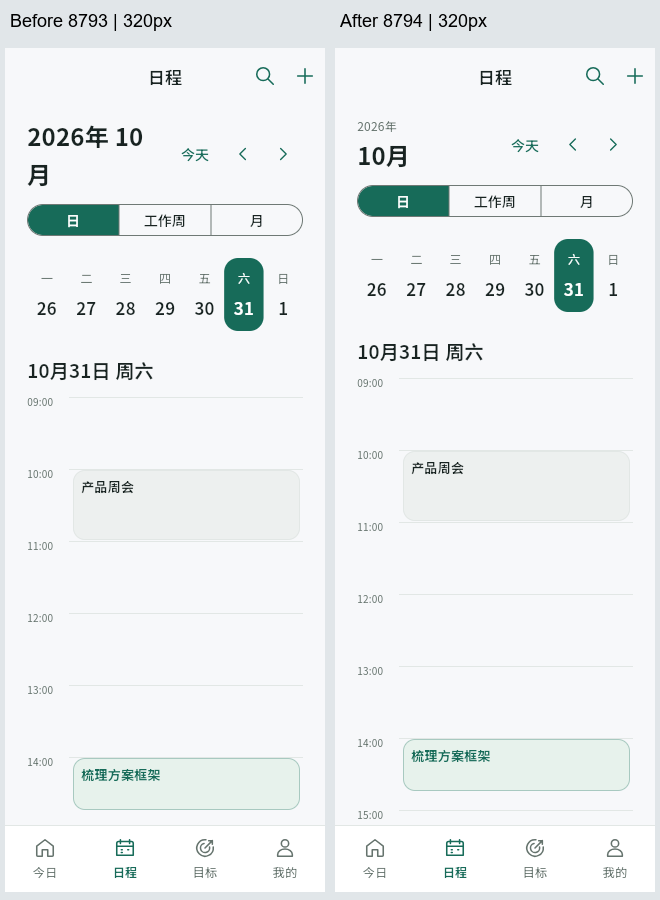 Before 8793 | 320px
日程
2026年 10
月
今天
日 工作周 月
一 二 三 四 五 六 日
26 27 28 29 30 31 1
10月31日 周六
09:00
10:00
产品周会
11:00
12:00
13:00
14:00
梳理方案框架
今日 日程 目标 我的
After 8794 | 320px
日程
2026年
10月
今天
日 工作周 月
一 二 三 四 五 六 日
26 27 28 29 30 31 1
10月31日 周六
09:00
10:00
产品周会
11:00
12:00
13:00
14:00
梳理方案框架
15:00
今日 日程 目标 我的